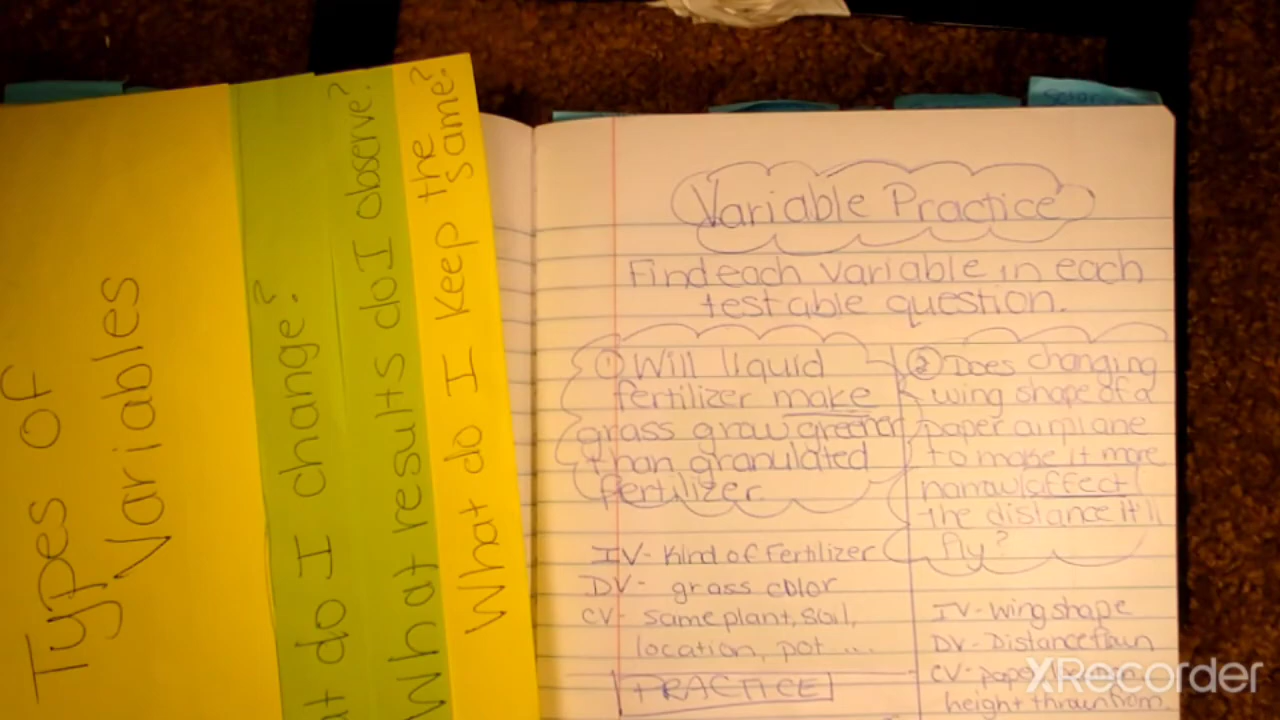 Types of
Variables
at do I change?
What results do I observe?
What do I keep the
same?
Variable Practice
Find each variable in each
testable question.
① Will liquid
fertilizer make
grass grow greener
than granulated
fertilizer
IV- Kind of Fertilizer
DV- grass color
CV- same plant, soil,
location, pot ...
PRACTICE
② Does changing
wing shape of a
paper airplane
to make it more
narrow affect
the distance it'll
fly?
IV- Wing shape
DV- Distance flown
CV- paper
height thrown from
XRecorder